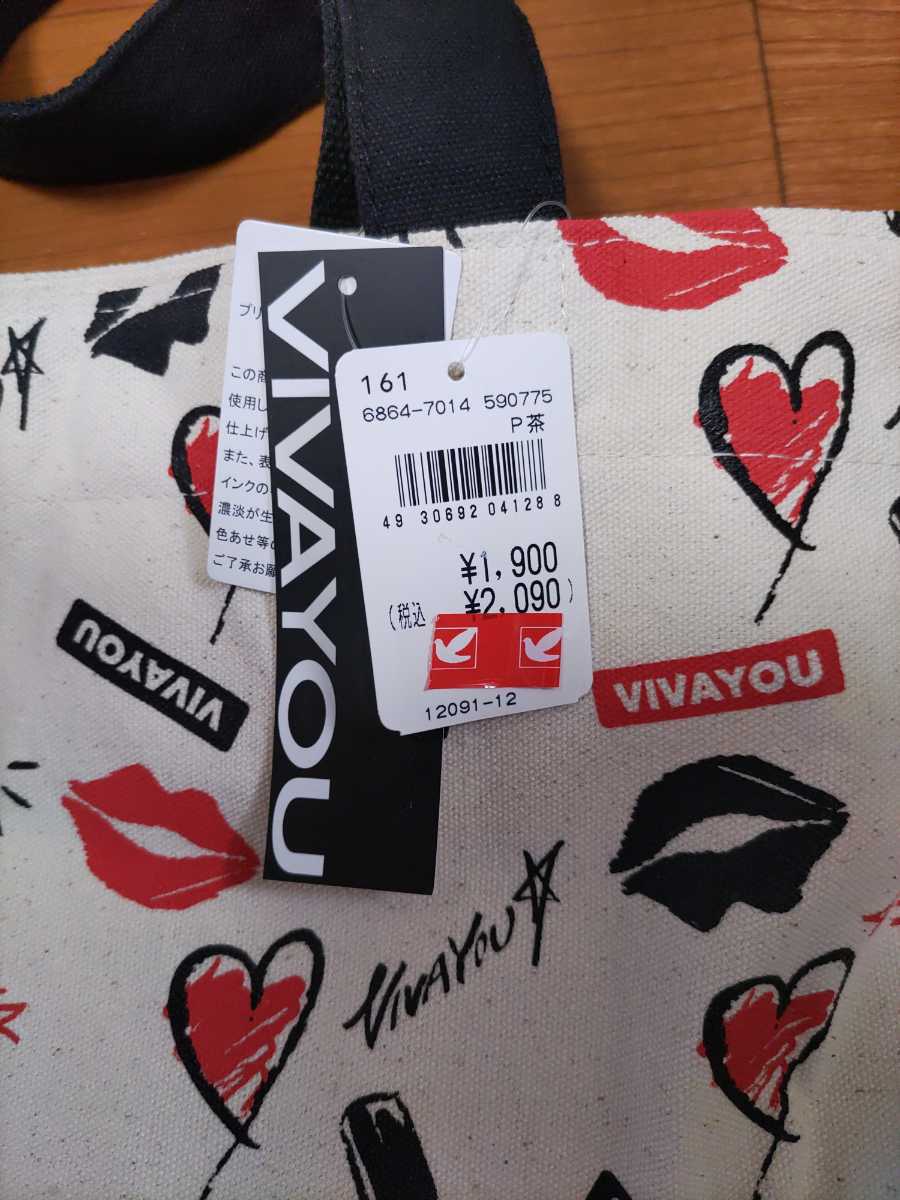 プリ
この商
使用し
仕上げ
また、表
インクの
濃淡が生
色あせ等の
ご了承お願
VIVAYOU
161
6864-7014 590775
P茶
49 30692 04128 8
¥1,900
(税込 ¥2,090)
12091-12
VIVAYOU
VIVAYOU
VIVAYOU